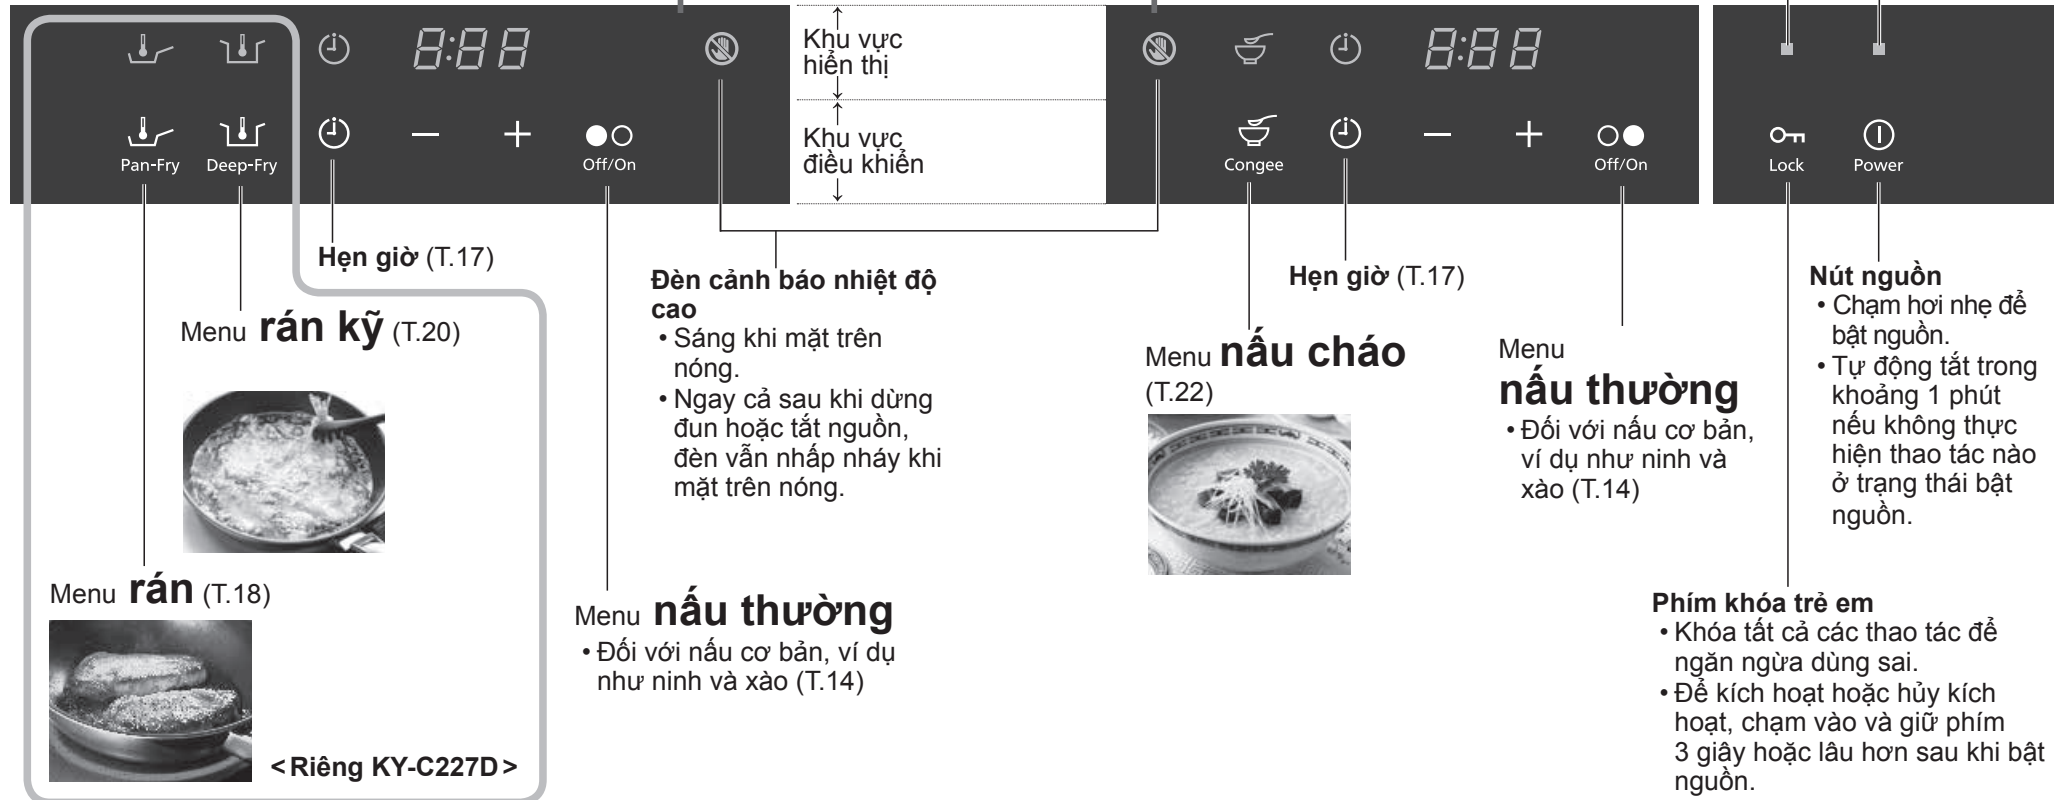 8:88
Khu vực
hiển thị
8:88
Pan-Fry
Deep-Fry
Off/On
Khu vực
điều khiển
Congee
Off/On
Lock
Power
Hẹn giờ (T.17)
Menu rán kỹ (T.20)
Menu rán (T.18)
<Riêng KY-C227D>
Đèn cảnh báo nhiệt độ
cao
• Sáng khi mặt trên
nóng.
• Ngay cả sau khi dừng
đun hoặc tắt nguồn,
đèn vẫn nhấp nháy khi
mặt trên nóng.
Menu nấu thường
• Đối với nấu cơ bản, ví dụ
như ninh và xào (T.14)
Hẹn giờ (T.17)
Menu nấu cháo
(T.22)
Menu
nấu thường
• Đối với nấu cơ bản,
ví dụ như ninh và
xào (T.14)
Nút nguồn
• Chạm hơi nhẹ để
bật nguồn.
• Tự động tắt trong
khoảng 1 phút
nếu không thực
hiện thao tác nào
ở trạng thái bật
nguồn.
Phím khóa trẻ em
• Khóa tất cả các thao tác để
ngăn ngừa dùng sai.
• Để kích hoạt hoặc hủy kích
hoạt, chạm vào và giữ phím
3 giây hoặc lâu hơn sau khi bật
nguồn.